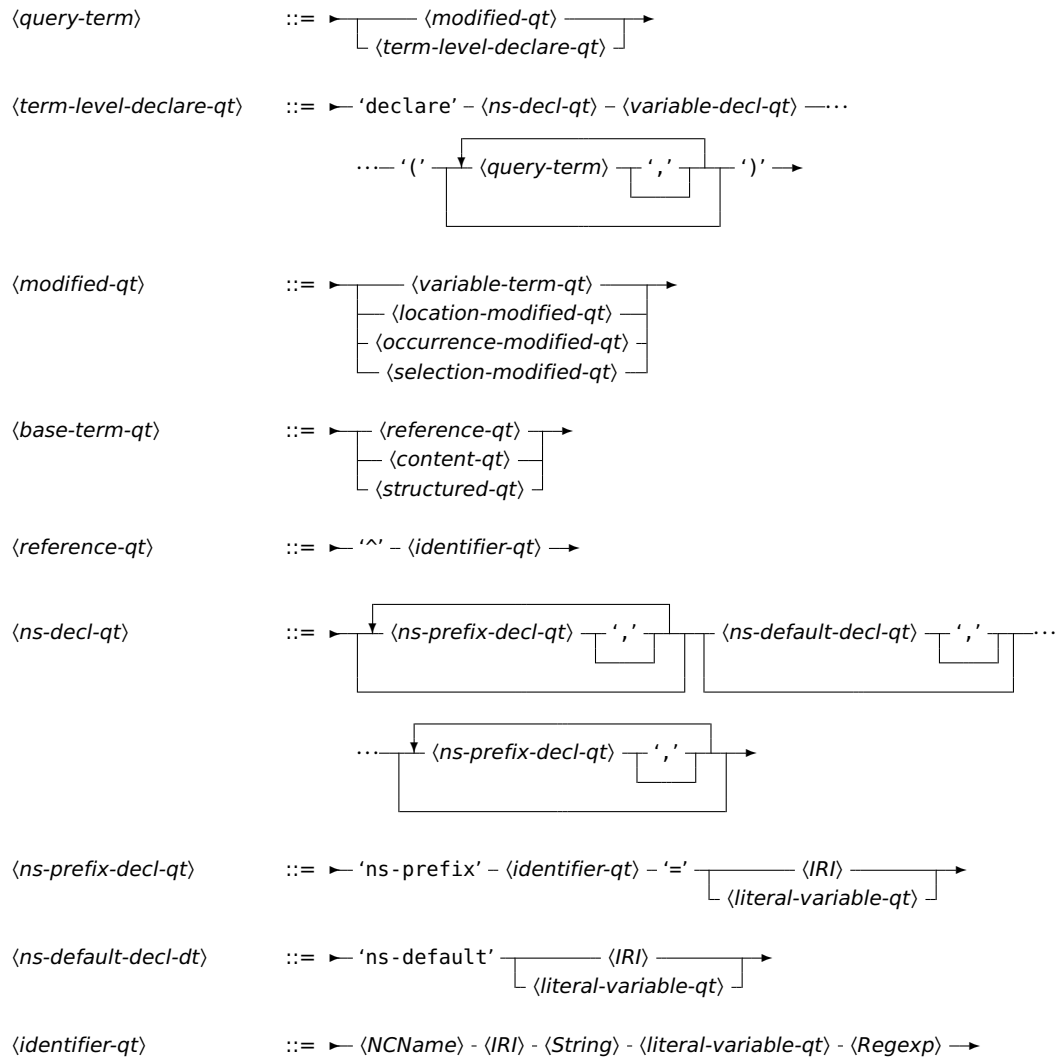 ⟨query-term⟩ ::= ⟨modified-qt⟩
⟨term-level-declare-qt⟩
⟨term-level-declare-qt⟩ ::= ‘declare’ ⟨ns-decl-qt⟩ ⟨variable-decl-qt⟩ ···
··· ‘(’ ⟨query-term⟩ ‘,’ ‘)’
⟨modified-qt⟩ ::= ⟨variable-term-qt⟩
⟨location-modified-qt⟩
⟨occurrence-modified-qt⟩
⟨selection-modified-qt⟩
⟨base-term-qt⟩ ::= ⟨reference-qt⟩
⟨content-qt⟩
⟨structured-qt⟩
⟨reference-qt⟩ ::= ‘^’ ⟨identifier-qt⟩
⟨ns-decl-qt⟩ ::= ⟨ns-prefix-decl-qt⟩ ‘,’ ⟨ns-default-decl-qt⟩ ‘,’ ···
··· ⟨ns-prefix-decl-qt⟩ ‘,’
⟨ns-prefix-decl-qt⟩ ::= ‘ns-prefix’ ⟨identifier-qt⟩ ‘=’ ⟨IRI⟩
⟨literal-variable-qt⟩
⟨ns-default-decl-dt⟩ ::= ‘ns-default’ ⟨IRI⟩
⟨literal-variable-qt⟩
⟨identifier-qt⟩ ::= ⟨NCName⟩ ⟨IRI⟩ ⟨String⟩ ⟨literal-variable-qt⟩ ⟨Regexp⟩